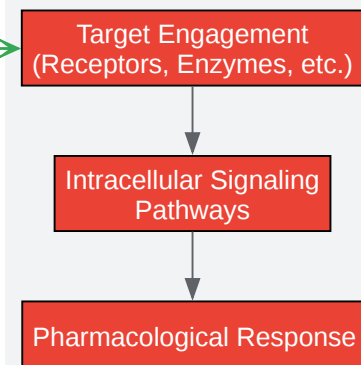 Target Engagement
(Receptors, Enzymes, etc.)
Intracellular Signaling
Pathways
Pharmacological Response